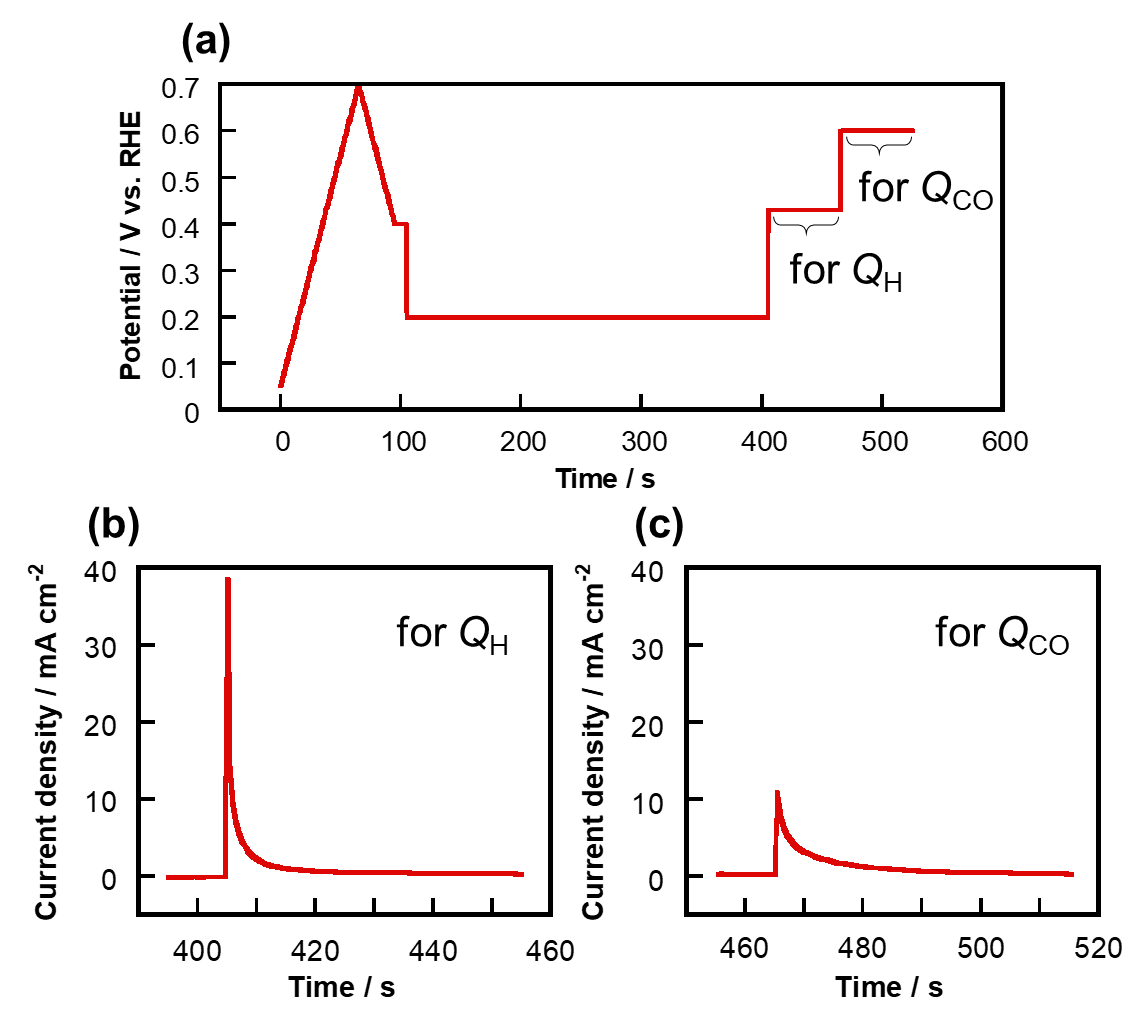 (a)
Potential / V vs. RHE
0.7
0.6
0.5
0.4
0.3
0.2
0.1
0
for QCO
for QH
0 100 200 300 400 500 600
Time / s
(b)
Current density / mA cm-2
40
30
20
10
0
for QH
400 420 440 460
Time / s
(c)
Current density / mA cm-2
40
30
20
10
0
for QCO
460 480 500 520
Time / s